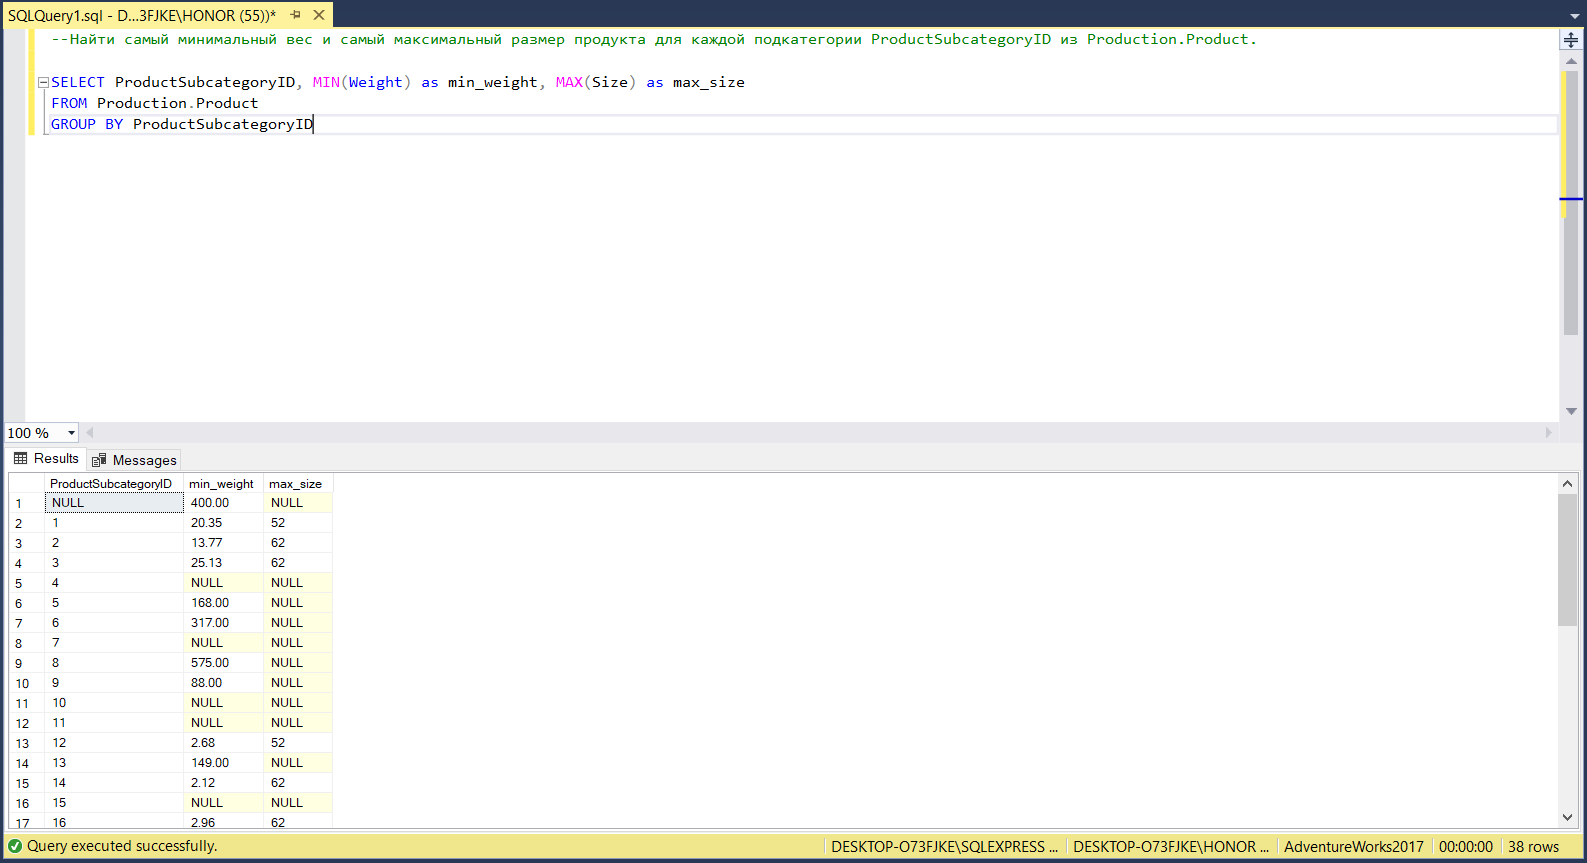 SQLQuery1.sql - D...3FJKE\HONOR (55))*
--Найти самый минимальный вес и самый максимальный размер продукта для каждой подкатегории ProductSubcategoryID из Production.Product.
SELECT ProductSubcategoryID, MIN(Weight) as min_weight, MAX(Size) as max_size
FROM Production.Product
GROUP BY ProductSubcategoryID
100 %
Results Messages
ProductSubcategoryID min_weight max_size
1 NULL 400.00 NULL
2 1 20.35 52
3 2 13.77 62
4 3 25.13 62
5 4 NULL NULL
6 5 168.00 NULL
7 6 317.00 NULL
8 7 NULL NULL
9 8 575.00 NULL
10 9 88.00 NULL
11 10 NULL NULL
12 11 NULL NULL
13 12 2.68 52
14 13 149.00 NULL
15 14 2.12 62
16 15 NULL NULL
17 16 2.96 62
Query executed successfully. DESKTOP-O73FJKE\SQLEXPRESS ... DESKTOP-O73FJKE\HONOR ... AdventureWorks2017 00:00:00 38 rows